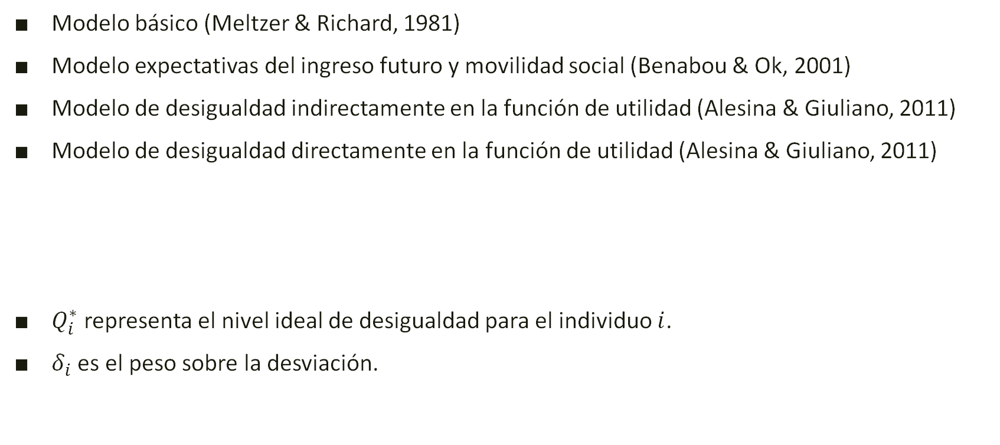 ■ Modelo básico (Meltzer & Richard, 1981)
■ Modelo expectativas del ingreso futuro y movilidad social (Benabou & Ok, 2001)
■ Modelo de desigualdad indirectamente en la función de utilidad (Alesina & Giuliano, 2011)
■ Modelo de desigualdad directamente en la función de utilidad (Alesina & Giuliano, 2011)
■ $Q_i^*$ representa el nivel ideal de desigualdad para el individuo $i$.
■ $\delta_i$ es el peso sobre la desviación.